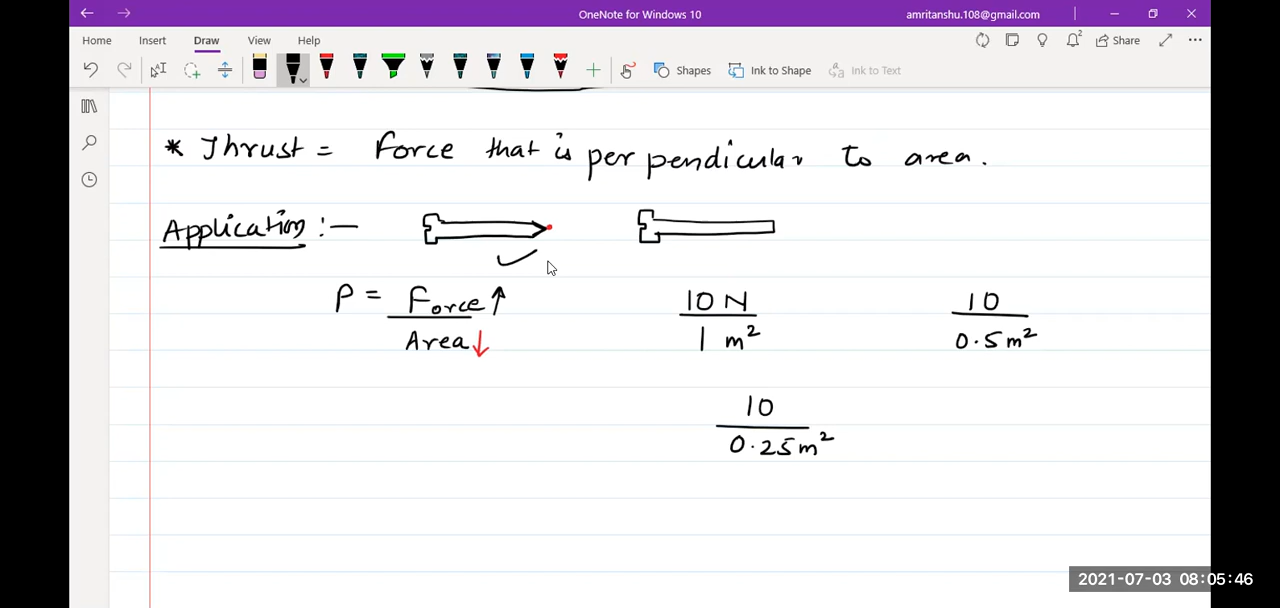 OneNote for Windows 10
amritanshu.108@gmail.com
Home Insert Draw View Help
Share
Shapes Ink to Shape Ink to Text
* Thrust = Force that is perpendicular to area.
Application :-
P = Force ↑ / Area ↓
10 N / 1 m²
10 / 0.5 m²
10 / 0.25 m²
2021-07-03 08:05:46